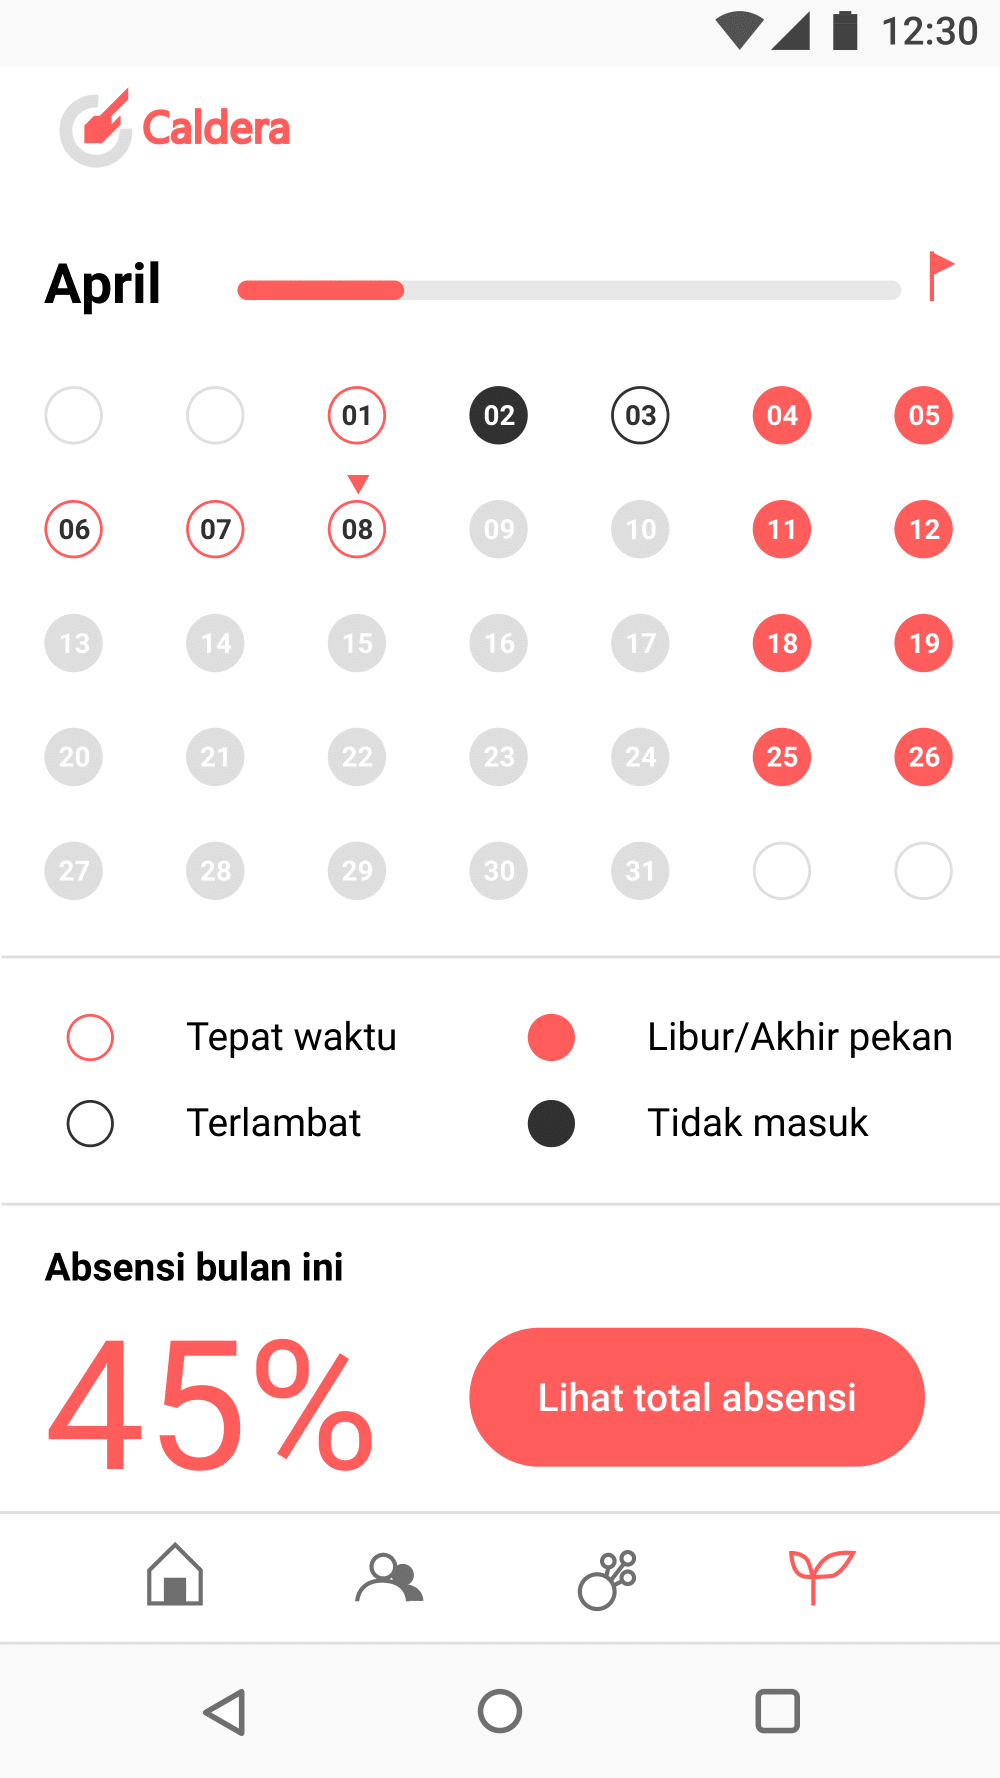 12:30
Caldera
April
01 02 03 04 05
06 07 08 09 10 11 12
13 14 15 16 17 18 19
20 21 22 23 24 25 26
27 28 29 30 31
Tepat waktu Libur/Akhir pekan
Terlambat Tidak masuk
Absensi bulan ini
45% Lihat total absensi